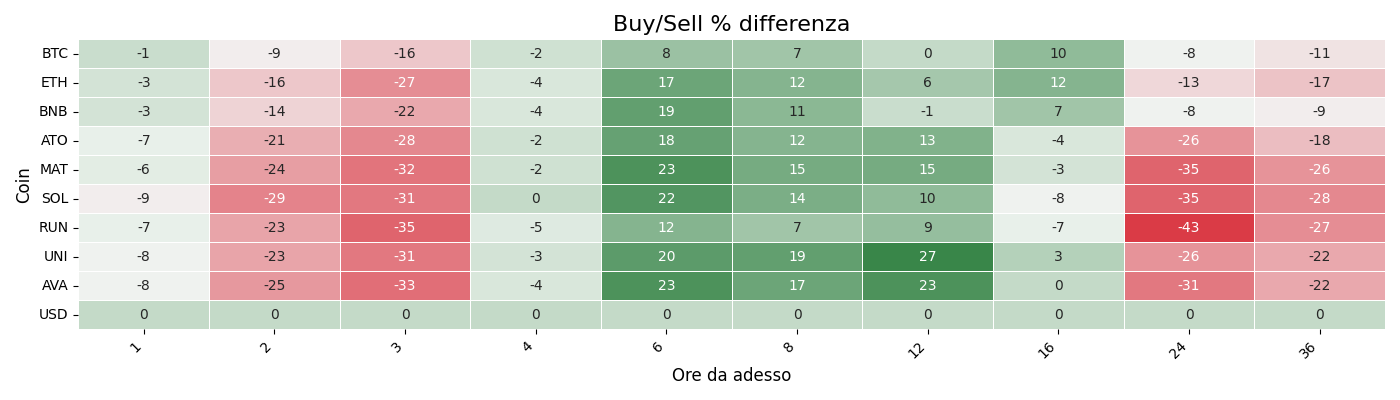 Buy/Sell % differenza
Coin
BTC -1 -9 -16 -2 8 7 0 10 -8 -11
ETH -3 -16 -27 -4 17 12 6 12 -13 -17
BNB -3 -14 -22 -4 19 11 -1 7 -8 -9
ATO -7 -21 -28 -2 18 12 13 -4 -26 -18
MAT -6 -24 -32 -2 23 15 15 -3 -35 -26
SOL -9 -29 -31 0 22 14 10 -8 -35 -28
RUN -7 -23 -35 -5 12 7 9 -7 -43 -27
UNI -8 -23 -31 -3 20 19 27 3 -26 -22
AVA -8 -25 -33 -4 23 17 23 0 -31 -22
USD 0 0 0 0 0 0 0 0 0 0
1 2 3 4 6 8 12 16 24 36
Ore da adesso